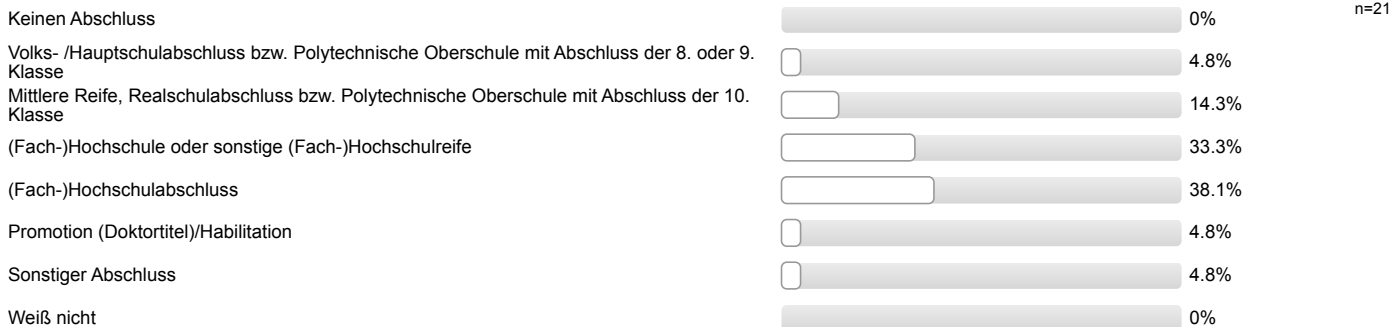 Keinen Abschluss 0% n=21
Volks- /Hauptschulabschluss bzw. Polytechnische Oberschule mit Abschluss der 8. oder 9.
Klasse 4.8%
Mittlere Reife, Realschulabschluss bzw. Polytechnische Oberschule mit Abschluss der 10.
Klasse 14.3%
(Fach-)Hochschule oder sonstige (Fach-)Hochschulreife 33.3%
(Fach-)Hochschulabschluss 38.1%
Promotion (Doktortitel)/Habilitation 4.8%
Sonstiger Abschluss 4.8%
Weiß nicht 0%